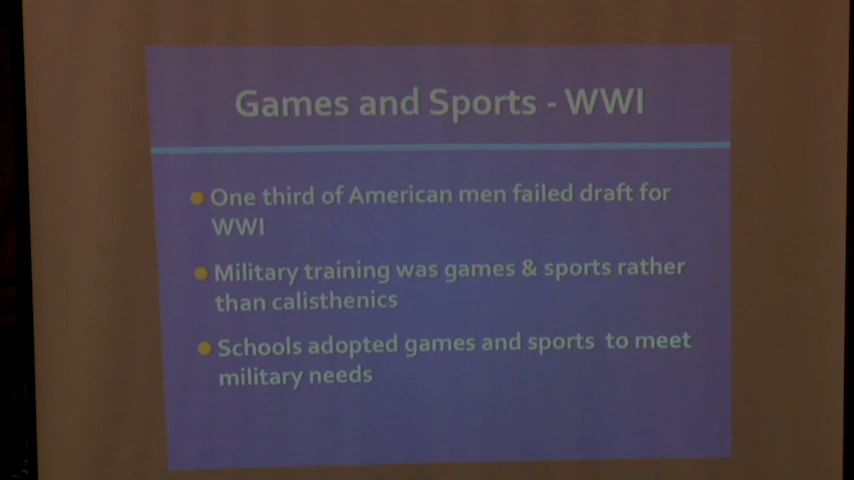 Games and Sports - WWI
One third of American men failed draft for
WWI
Military training was games & sports rather
than calisthenics
Schools adopted games and sports to meet
military needs